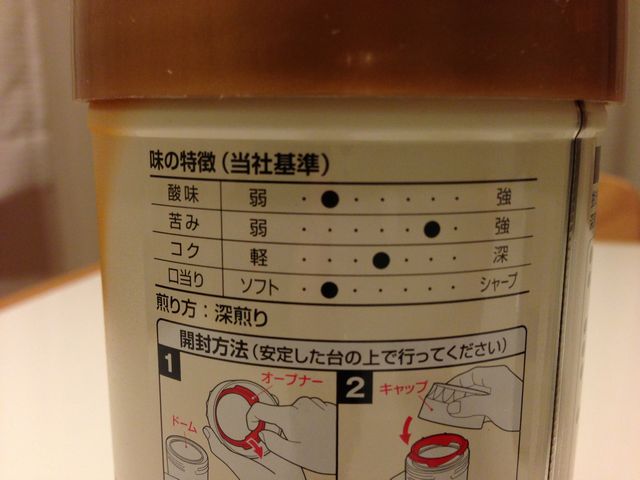 味の特徴(当社基準)
酸味 弱 強
苦み 弱 強
コク 軽 深
口当り ソフト シャープ
煎り方:深煎り
開封方法(安定した台の上で行ってください)
1
オープナー
ドーム
2
キャップ